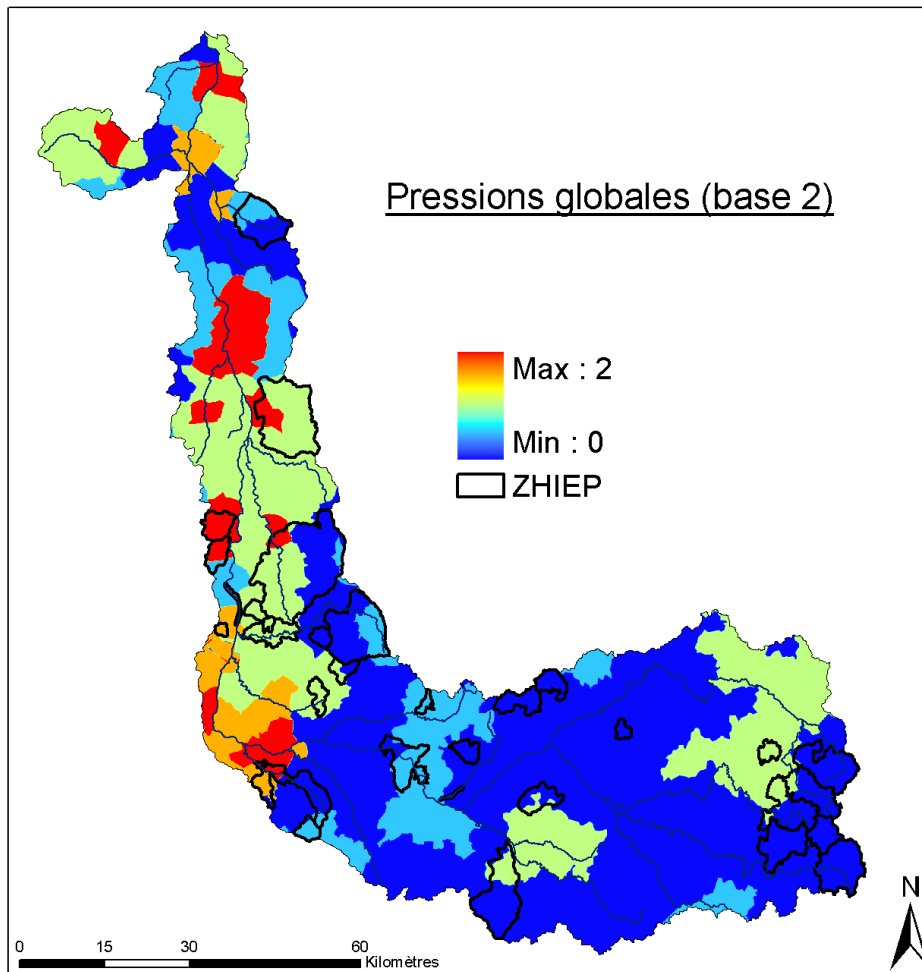 Pressions globales (base 2)
Max : 2
Min : 0
ZHIEP
N
0 15 30 60
Kilomètres